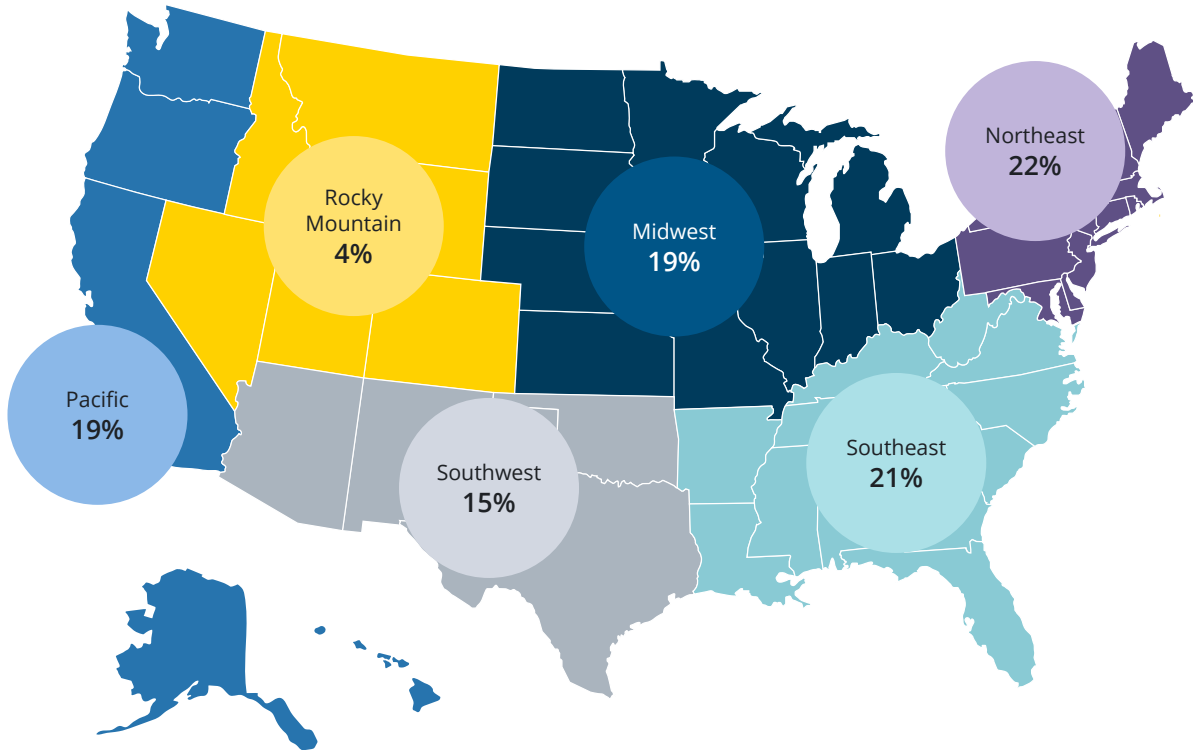 Northeast
22%
Rocky
Mountain
4%
Midwest
19%
Pacific
19%
Southwest
15%
Southeast
21%